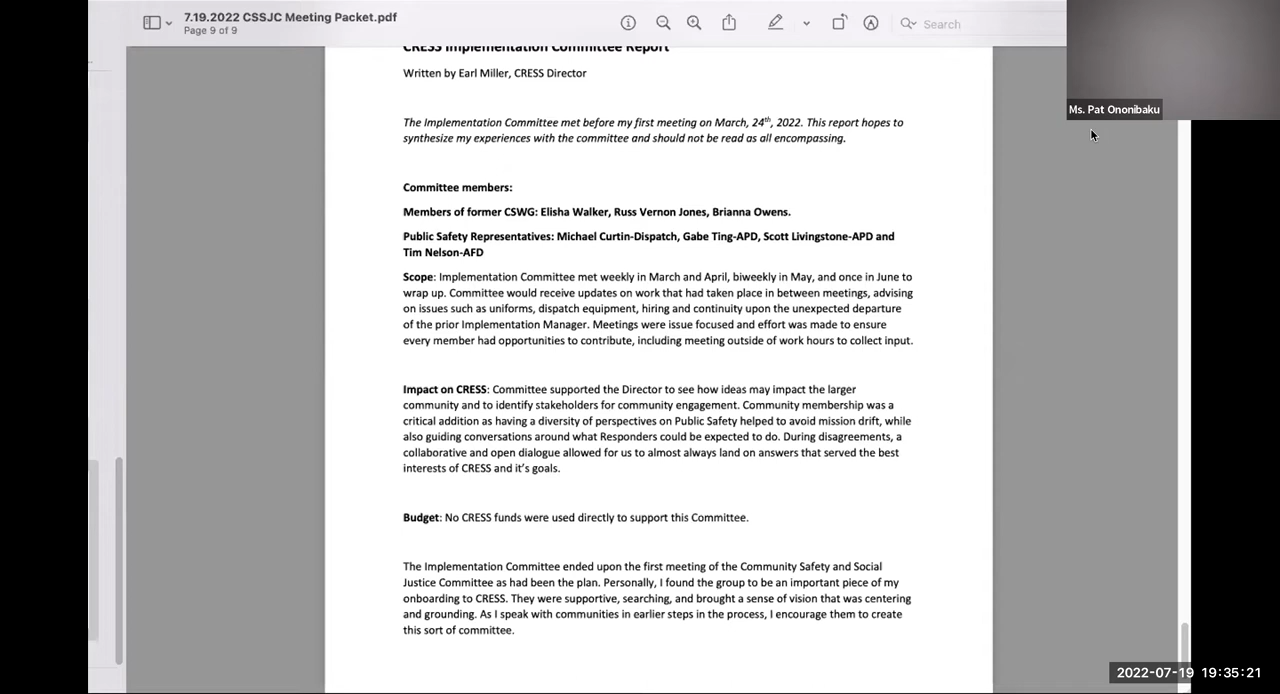 7.19.2022 CSSJC Meeting Packet.pdf
Page 9 of 9
Search
Ms. Pat Ononibaku
CRESS Implementation Committee Report
Written by Earl Miller, CRESS Director
The Implementation Committee met before my first meeting on March, 24th, 2022. This report hopes to
synthesize my experiences with the committee and should not be read as all encompassing.
Committee members:
Members of former CSWG: Elisha Walker, Russ Vernon Jones, Brianna Owens.
Public Safety Representatives: Michael Curtin-Dispatch, Gabe Ting-APD, Scott Livingstone-APD and
Tim Nelson-AFD
Scope: Implementation Committee met weekly in March and April, biweekly in May, and once in June to
wrap up. Committee would receive updates on work that had taken place in between meetings, advising
on issues such as uniforms, dispatch equipment, hiring and continuity upon the unexpected departure
of the prior Implementation Manager. Meetings were issue focused and effort was made to ensure
every member had opportunities to contribute, including meeting outside of work hours to collect input.
Impact on CRESS: Committee supported the Director to see how ideas may impact the larger
community and to identify stakeholders for community engagement. Community membership was a
critical addition as having a diversity of perspectives on Public Safety helped to avoid mission drift, while
also guiding conversations around what Responders could be expected to do. During disagreements, a
collaborative and open dialogue allowed for us to almost always land on answers that served the best
interests of CRESS and it's goals.
Budget: No CRESS funds were used directly to support this Committee.
The Implementation Committee ended upon the first meeting of the Community Safety and Social
Justice Committee as had been the plan. Personally, I found the group to be an important piece of my
onboarding to CRESS. They were supportive, searching, and brought a sense of vision that was centering
and grounding. As I speak with communities in earlier steps in the process, I encourage them to create
this sort of committee.
2022-07-19 19:35:21